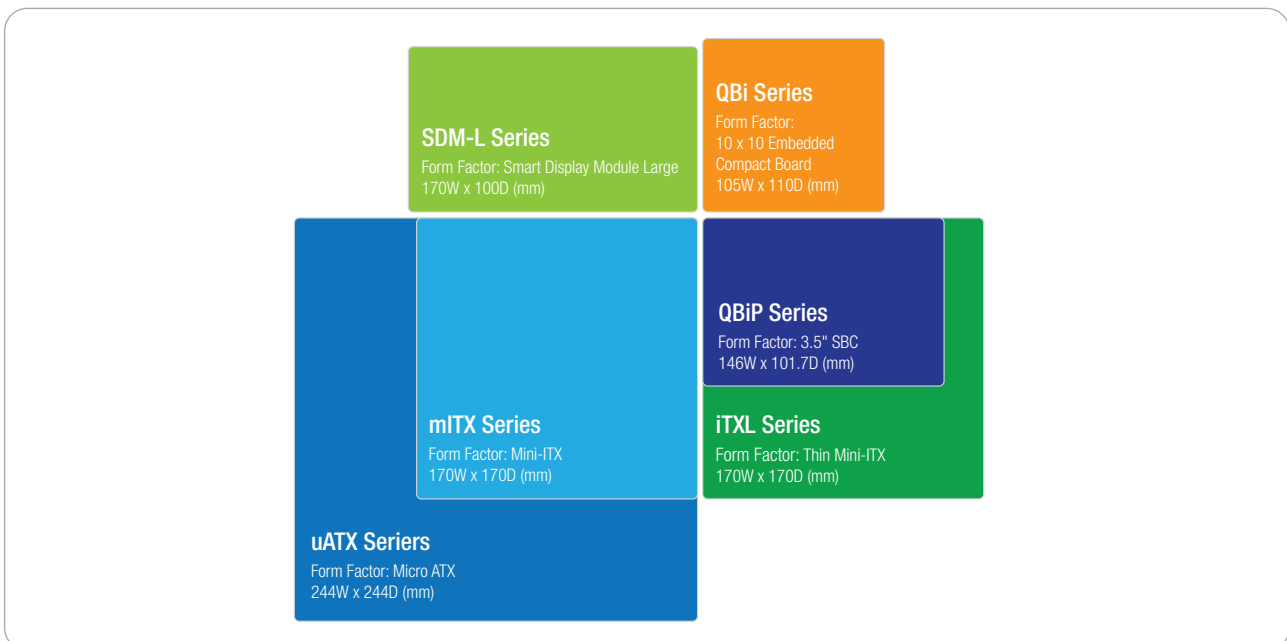 SDM-L Series
Form Factor: Smart Display Module Large
170W x 100D (mm)
QBi Series
Form Factor:
10 x 10 Embedded
Compact Board
105W x 110D (mm)
mITX Series
Form Factor: Mini-ITX
170W x 170D (mm)
uATX Seriers
Form Factor: Micro ATX
244W x 244D (mm)
QBiP Series
Form Factor: 3.5" SBC
146W x 101.7D (mm)
iTXL Series
Form Factor: Thin Mini-ITX
170W x 170D (mm)